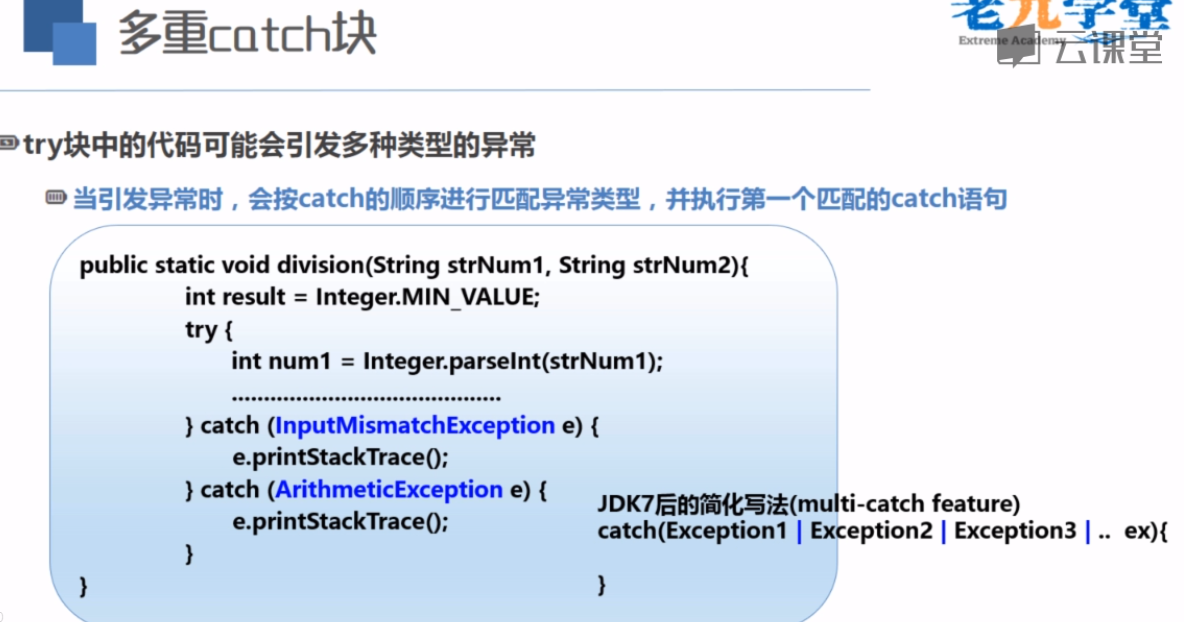 多重catch块
老九学堂
Extreme Academy
云课堂
try块中的代码可能会引发多种类型的异常
当引发异常时，会按catch的顺序进行匹配异常类型，并执行第一个匹配的catch语句
public static void division(String strNum1, String strNum2){
int result = Integer.MIN_VALUE;
try {
int num1 = Integer.parseInt(strNum1);
..........................................
} catch (InputMismatchException e) {
e.printStackTrace();
} catch (ArithmeticException e) {
e.printStackTrace();
}
}
JDK7后的简化写法(multi-catch feature)
catch(Exception1 | Exception2 | Exception3 | .. ex){
}